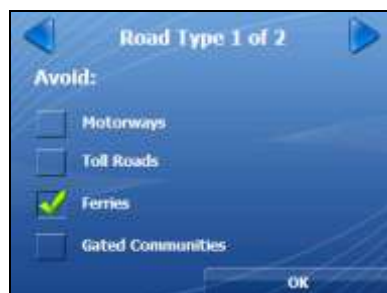 Road Type 1 of 2
Avoid:
Motorways
Toll Roads
Ferries
Gated Communities
OK